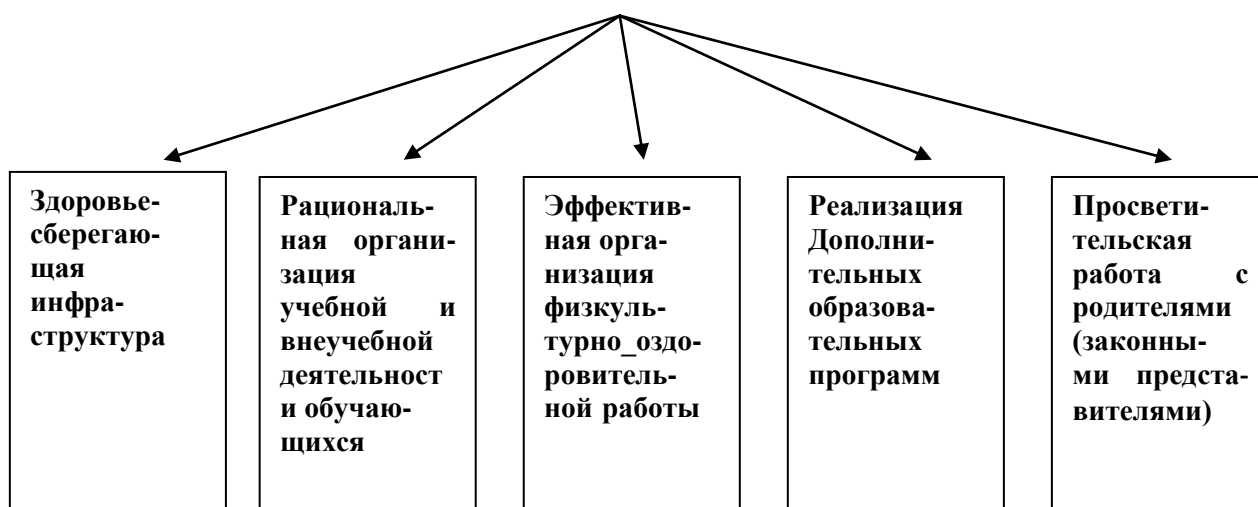 Здоровье-
сберегаю-
щая
инфра-
структура
Рациональ-
ная органи-
зация
учебной и
внеучебной
деятельност
и обучаю-
щихся
Эффектив-
ная орга-
низация
физкуль-
турно_оздо-
ровитель-
ной работы
Реализация
Дополни-
тельных
образова-
тельных
программ
Просвети-
тельская
работа с
родителями
(законны-
ми предста-
вителями)